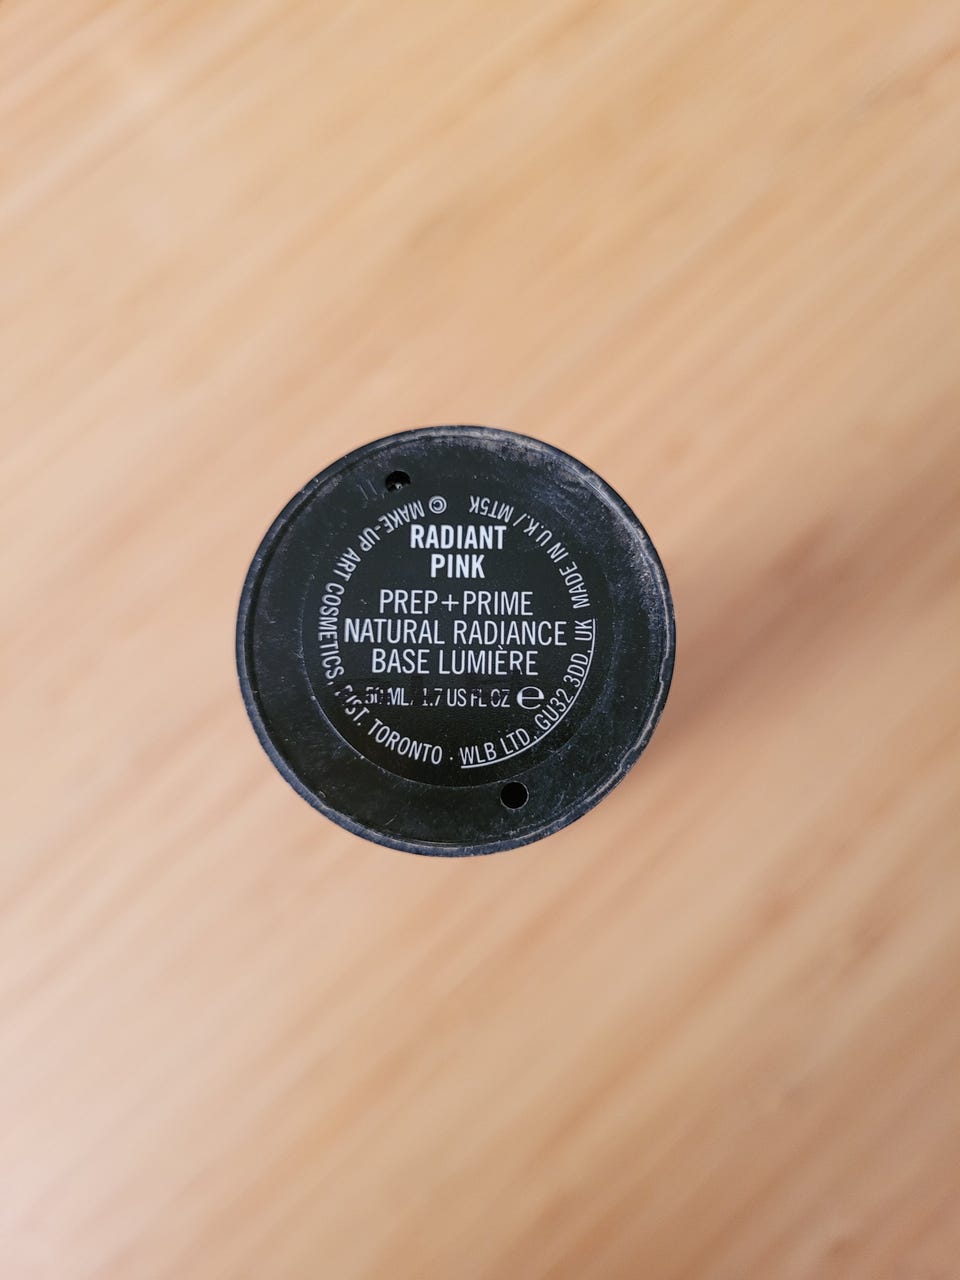 RADIANT
PINK
PREP+PRIME
NATURAL RADIANCE
BASE LUMIÈRE
50 ML/1.7 US FL OZ ℮
© MAKE-UP ART COSMETICS, DIST. TORONTO · WLB LTD, GU32 3DD, UK MADE IN U.K./ MT5K